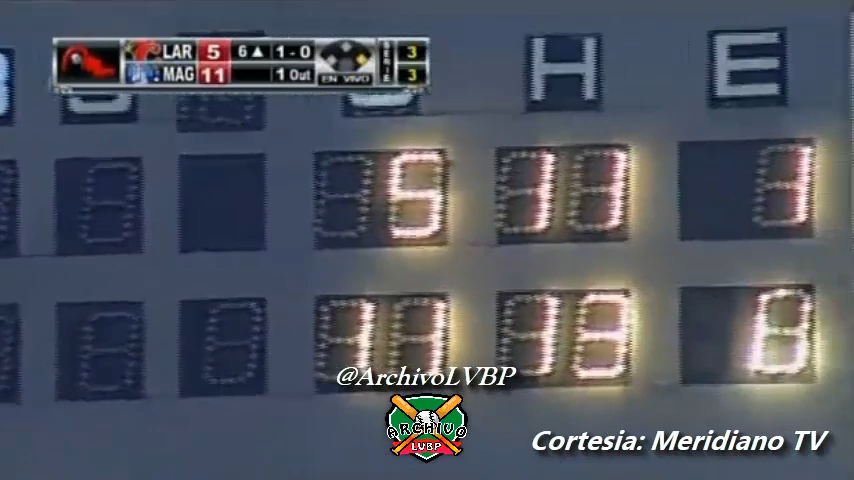 LAR 5 6▲ 1 - 0 SERIE 3
MAG 11 1 Out EN VIVO 3
H E
5 11 1
11 13 6
@ArchivoLVBP
ARCHIVO
LVBP
Cortesia: Meridiano TV